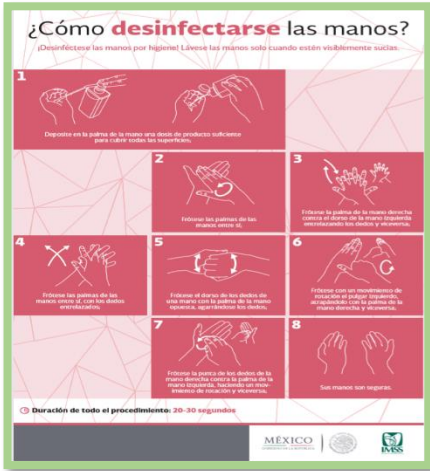 ¿Cómo desinfectarse las manos?
¡Desinféctese las manos por higiene! Lávese las manos solo cuando estén visiblemente sucias.
1
Deposite en la palma de la mano una dosis de producto suficiente
para cubrir todas las superficies;
2
Frótese las palmas de las
manos entre sí;
3
Frótese la palma de la mano derecha
contra el dorso de la mano izquierda
entrelazando los dedos y viceversa;
4
Frótese las palmas de las
manos entre sí, con los dedos
entrelazados;
5
Frótese el dorso de los dedos de
una mano con la palma de la mano
opuesta, agarrándose los dedos;
6
Frótese con un movimiento de
rotación el pulgar izquierdo,
atrapándolo con la palma de la
mano derecha y viceversa;
7
Frótese la punta de los dedos de la
mano derecha contra la palma de la
mano izquierda, haciendo un mov-
imiento de rotación y viceversa;
8
Sus manos son seguras.
Duración de todo el procedimiento: 20-30 segundos
MÉXICO
GOBIERNO DE LA REPÚBLICA
IMSS